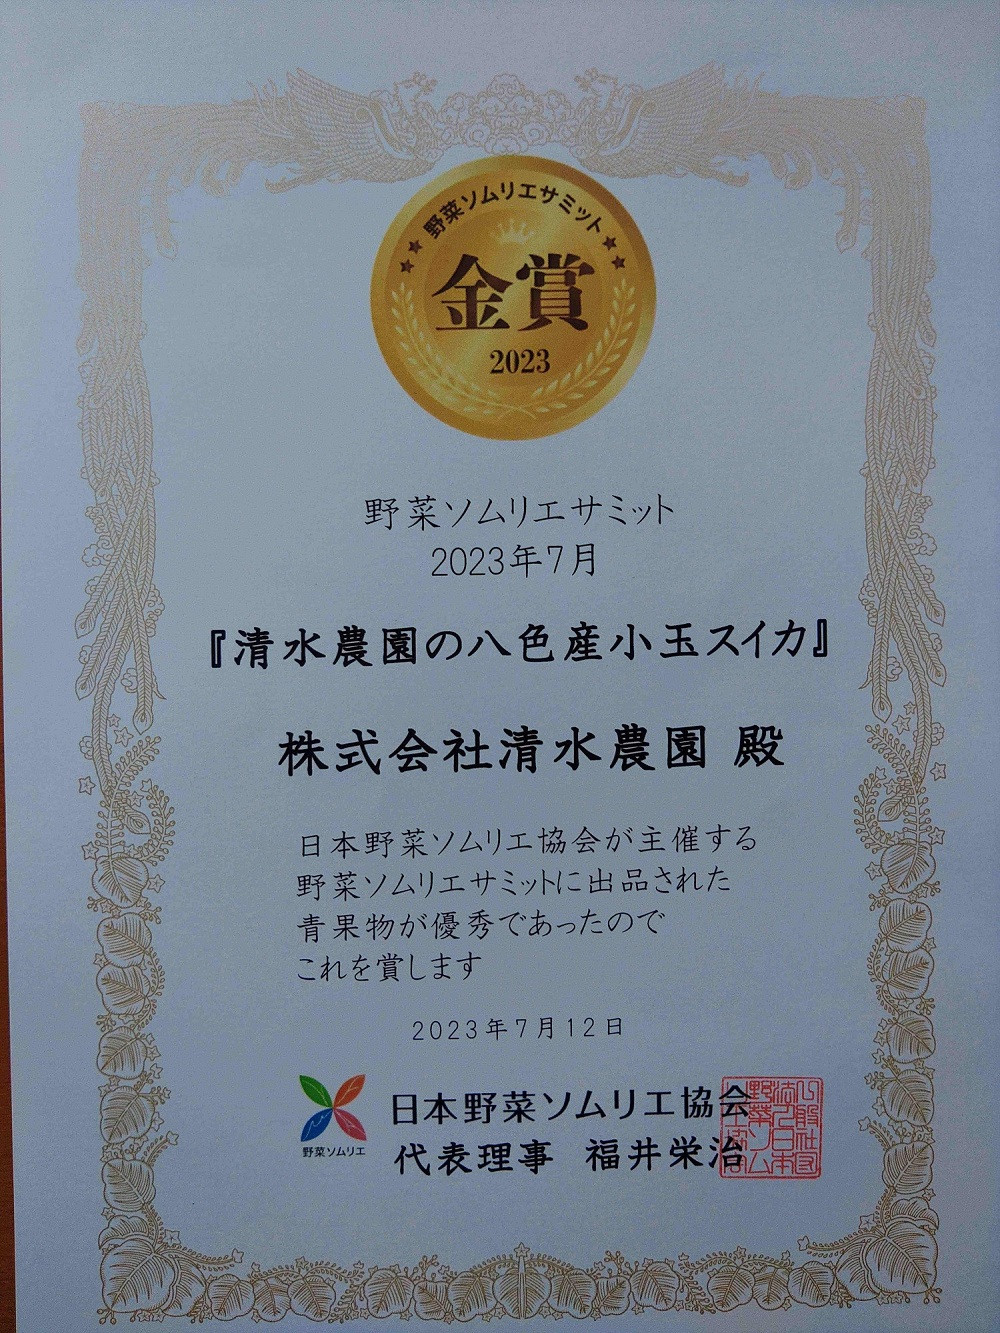 野菜ソムリエサミット
金賞
2023
野菜ソムリエサミット
2023年7月
『清水農園の八色産小玉スイカ』
株式会社清水農園 殿
日本野菜ソムリエ協会が主催する
野菜ソムリエサミットに出品された
青果物が優秀であったので
これを賞します
2023年7月12日
野菜ソムリエ
日本野菜ソムリエ協会
代表理事 福井栄治